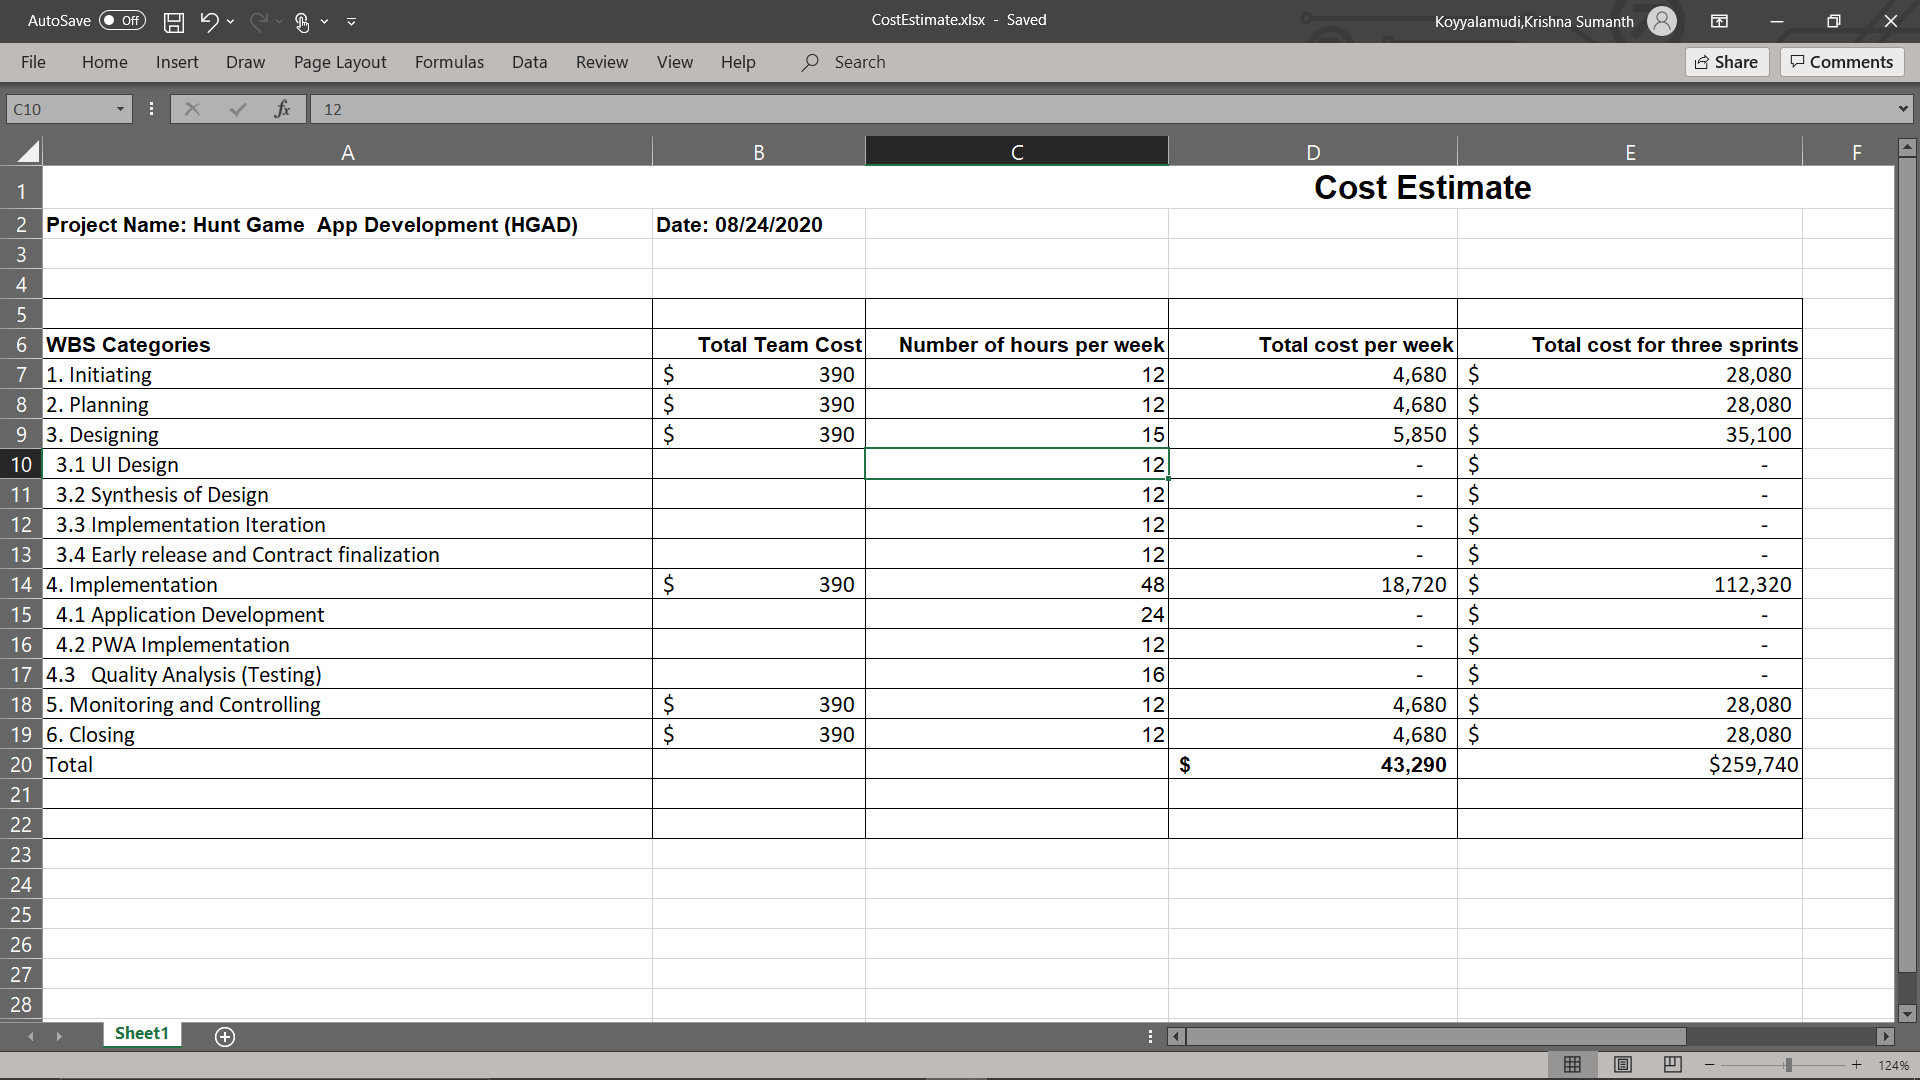 AutoSave Off CostEstimate.xlsx - Saved Koyyalamudi,Krishna Sumanth
File Home Insert Draw Page Layout Formulas Data Review View Help Search Share Comments
C10 fx 12
A B C D E F
1 Cost Estimate
2 Project Name: Hunt Game App Development (HGAD) Date: 08/24/2020
3
4
5
6 WBS Categories Total Team Cost Number of hours per week Total cost per week Total cost for three sprints
7 1. Initiating $ 390 12 4,680 $ 28,080
8 2. Planning $ 390 12 4,680 $ 28,080
9 3. Designing $ 390 15 5,850 $ 35,100
10 3.1 UI Design 12 - $ -
11 3.2 Synthesis of Design 12 - $ -
12 3.3 Implementation Iteration 12 - $ -
13 3.4 Early release and Contract finalization 12 - $ -
14 4. Implementation $ 390 48 18,720 $ 112,320
15 4.1 Application Development 24 - $ -
16 4.2 PWA Implementation 12 - $ -
17 4.3 Quality Analysis (Testing) 16 - $ -
18 5. Monitoring and Controlling $ 390 12 4,680 $ 28,080
19 6. Closing $ 390 12 4,680 $ 28,080
20 Total $ 43,290 $259,740
21
22
23
24
25
26
27
28
Sheet1
124%